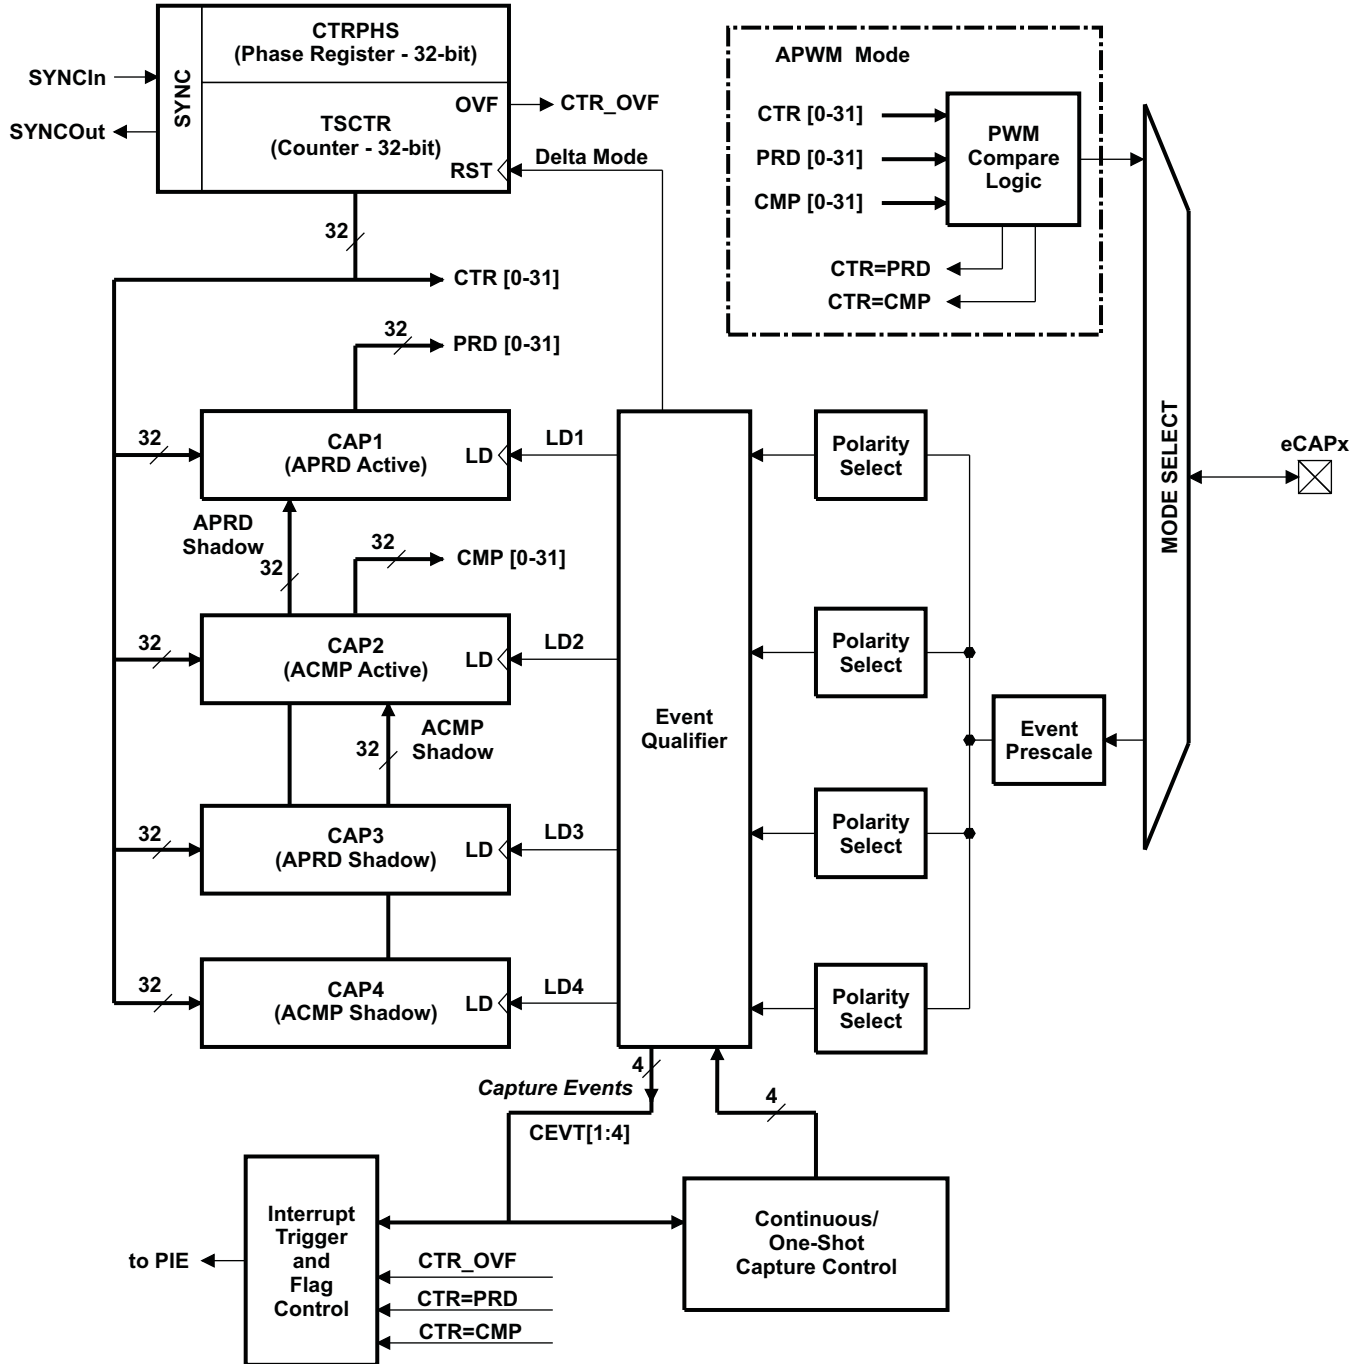 CTRPHS
(Phase Register - 32-bit)
SYNC
SYNCIn
SYNCOut
OVF
CTR_OVF
TSCTR
(Counter - 32-bit)
RST
Delta Mode
APWM Mode
CTR [0-31]
PRD [0-31]
CMP [0-31]
PWM
Compare
Logic
CTR=PRD
CTR=CMP
32
CTR [0-31]
32
PRD [0-31]
32
CAP1
(APRD Active)
LD
LD1
Polarity
Select
MODE SELECT
eCAPx
APRD
Shadow
32
32
CMP [0-31]
32
CAP2
(ACMP Active)
LD
LD2
Polarity
Select
Event
Qualifier
Event
Prescale
ACMP
Shadow
32
32
CAP3
(APRD Shadow)
LD
LD3
Polarity
Select
32
CAP4
(ACMP Shadow)
LD
LD4
Polarity
Select
4
Capture Events
CEVT[1:4]
4
Interrupt
Trigger
and
Flag
Control
to PIE
CTR_OVF
CTR=PRD
CTR=CMP
Continuous/
One-Shot
Capture Control